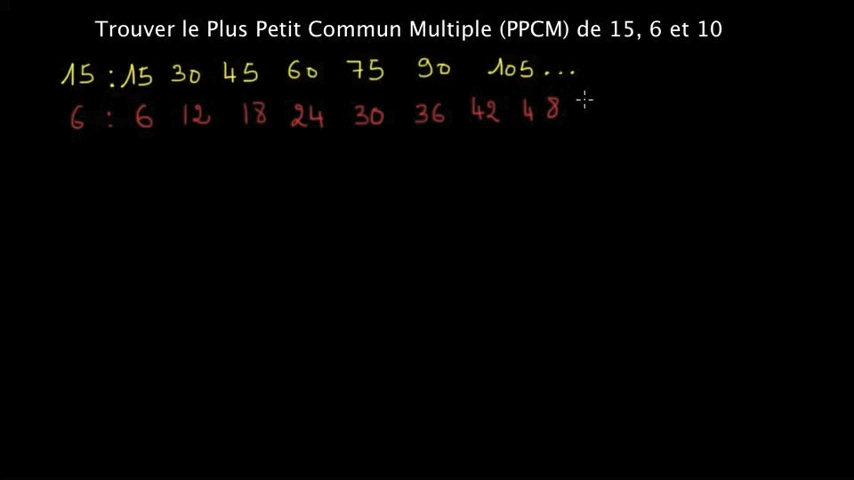 Trouver le Plus Petit Commun Multiple (PPCM) de 15, 6 et 10
15 : 15 30 45 60 75 90 105...
6 : 6 12 18 24 30 36 42 48